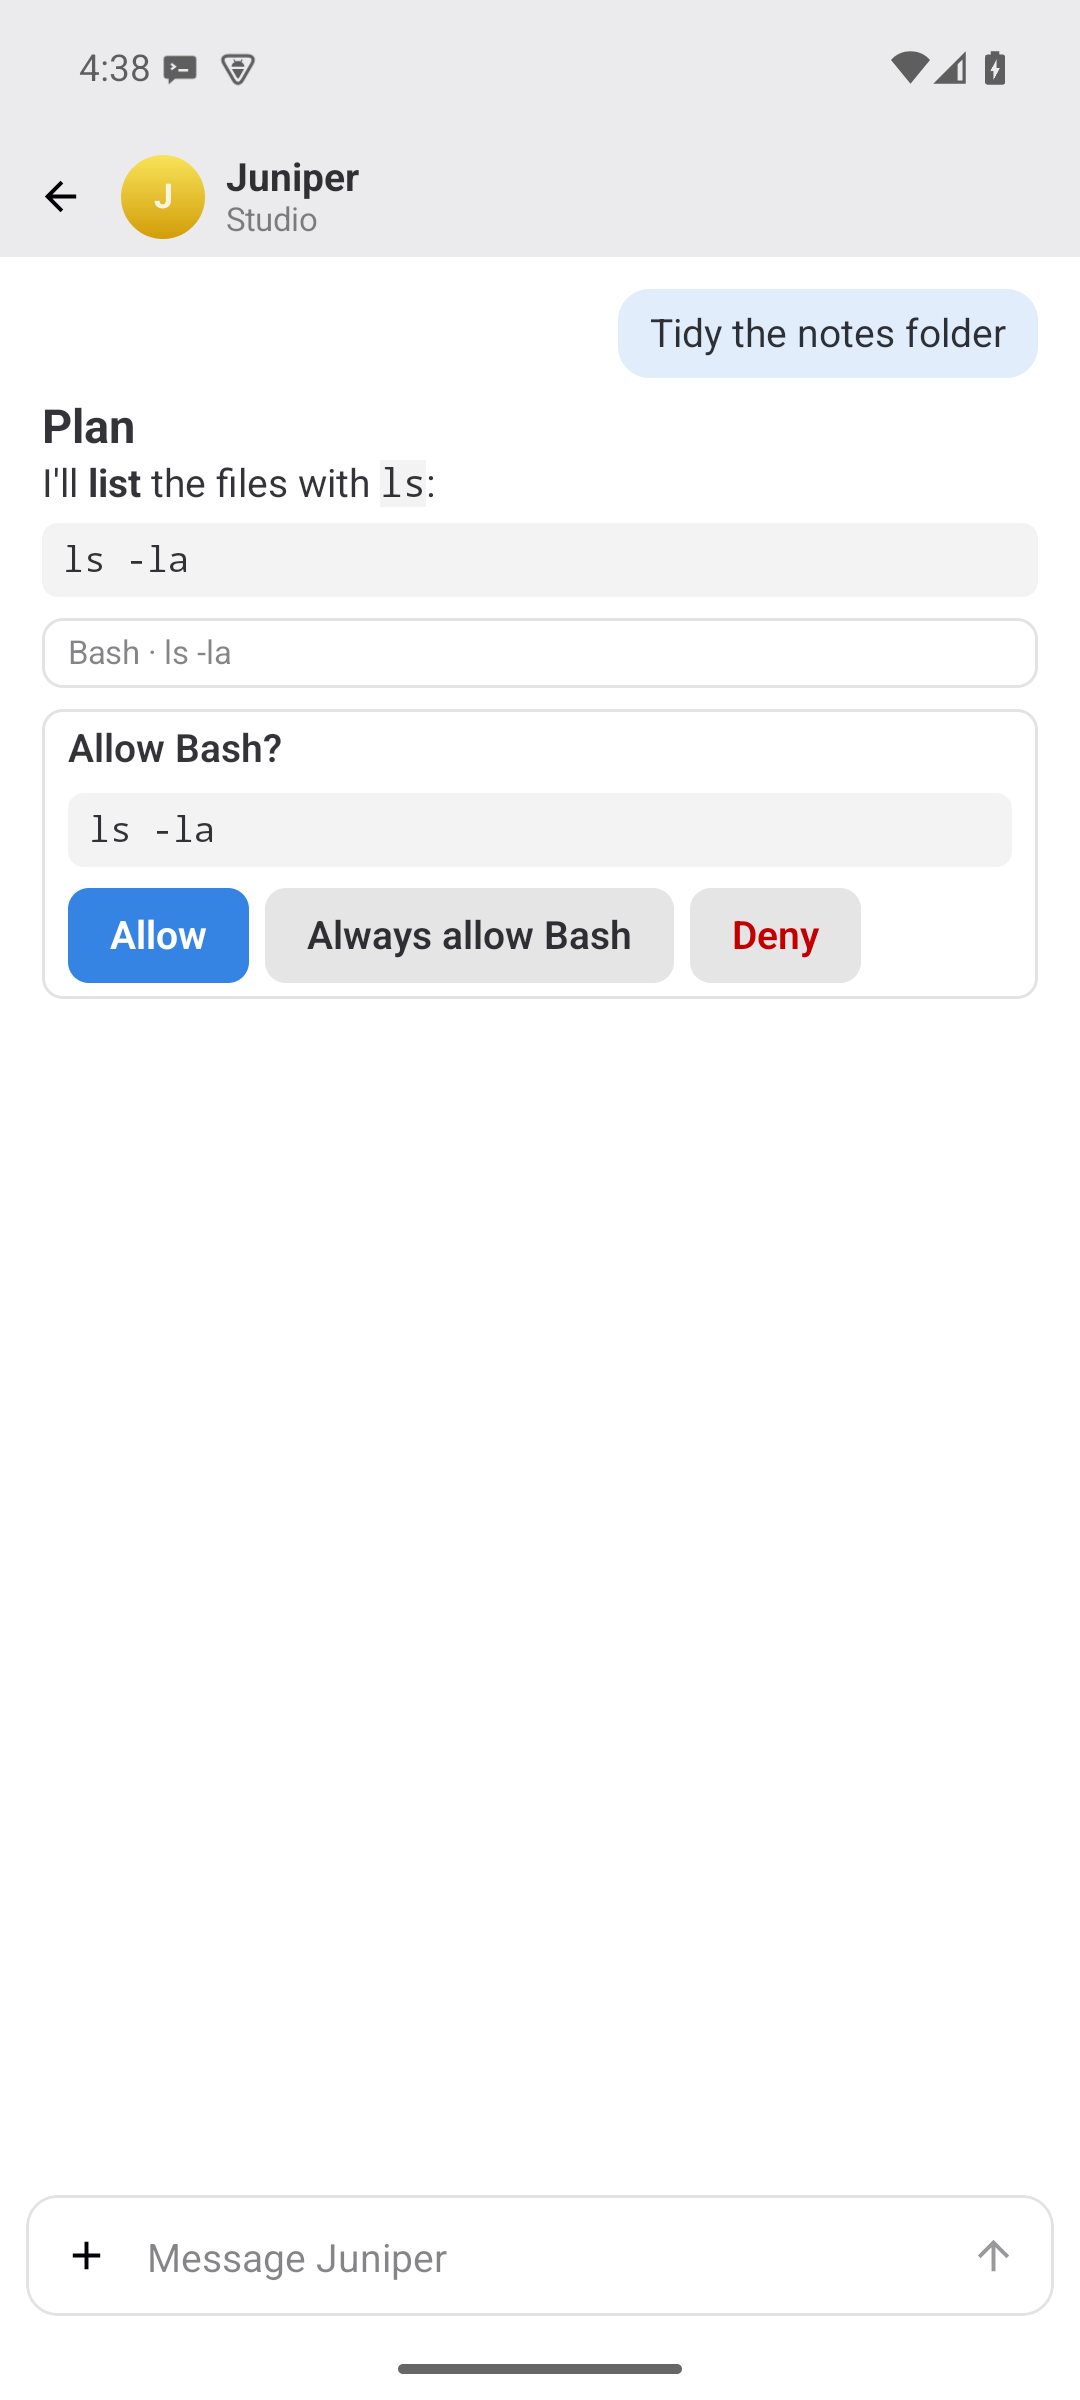 4:38
J
Juniper
Studio
Tidy the notes folder
Plan
I'll list the files with ls:
ls -la
Bash · ls -la
Allow Bash?
ls -la
Allow
Always allow Bash
Deny
Message Juniper